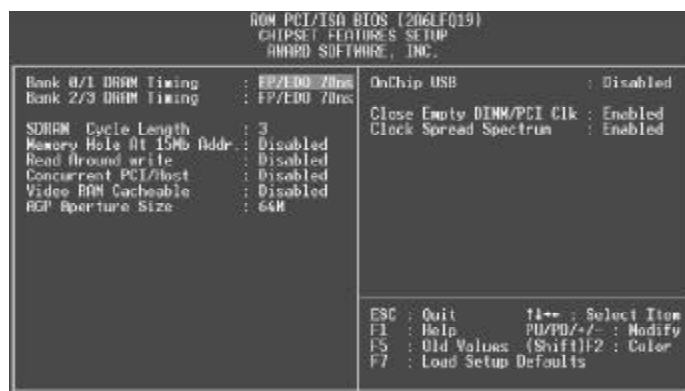 ROM PCI/ISA BIOS (2A6LFQ19)
CHIPSET FEATURES SETUP
AWARD SOFTWARE, INC.
Bank 0/1 DRAM Timing : FP/EDO 70ns
Bank 2/3 DRAM Timing : FP/EDO 70ns
SDRAM Cycle Length : 3
Memory Hole At 15Mb Addr.: Disabled
Read Around write : Disabled
Concurrent PCI/Host : Disabled
Video RAM Cacheable : Disabled
AGP Aperture Size : 64M
OnChip USB : Disabled
Close Empty DIMM/PCI Clk : Enabled
Clock Spread Spectrum : Enabled
ESC : Quit ↑↓→← : Select Item
F1 : Help PU/PD/+/- : Modify
F5 : Old Values (Shift)F2 : Color
F7 : Load Setup Defaults